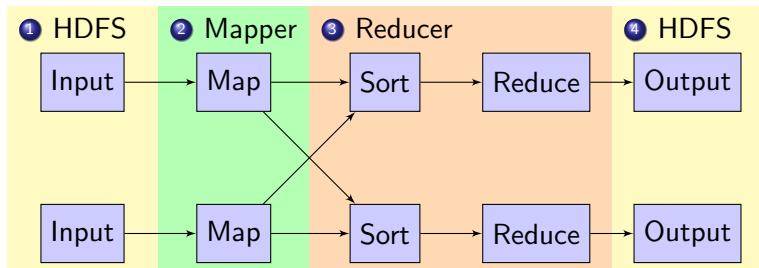 1 HDFS 2 Mapper 3 Reducer 4 HDFS
Input Map Sort Reduce Output
Input Map Sort Reduce Output